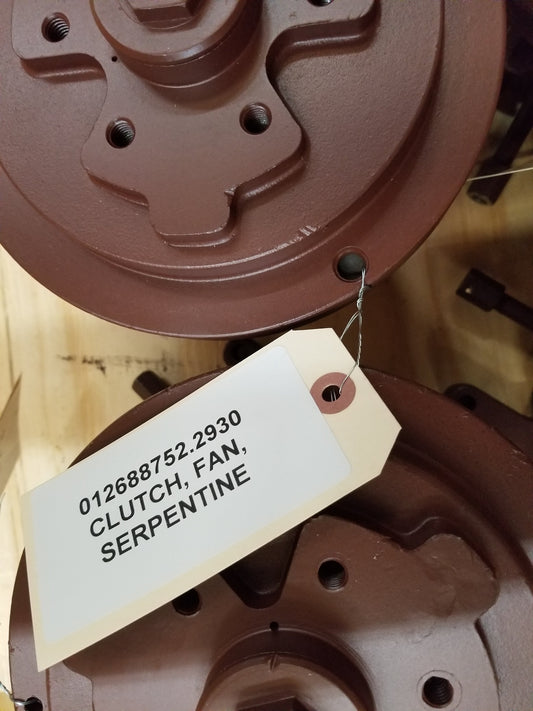 012688752.2930
CLUTCH, FAN,
SERPENTINE